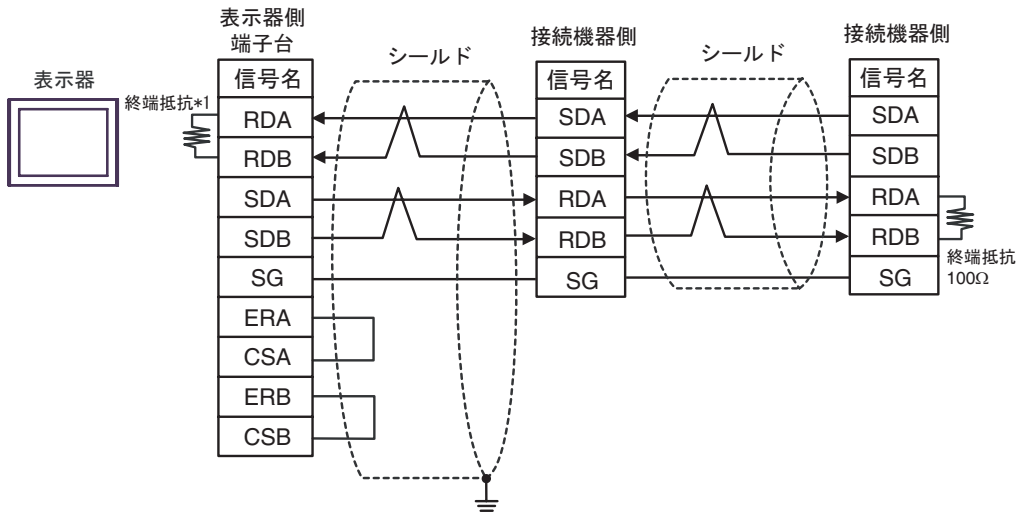 表示器
終端抵抗*1
表示器側
端子台
信号名
RDA
RDB
SDA
SDB
SG
ERA
CSA
ERB
CSB
シールド
接続機器側
信号名
SDA
SDB
RDA
RDB
SG
シールド
接続機器側
信号名
SDA
SDB
RDA
RDB
SG
終端抵抗
100Ω